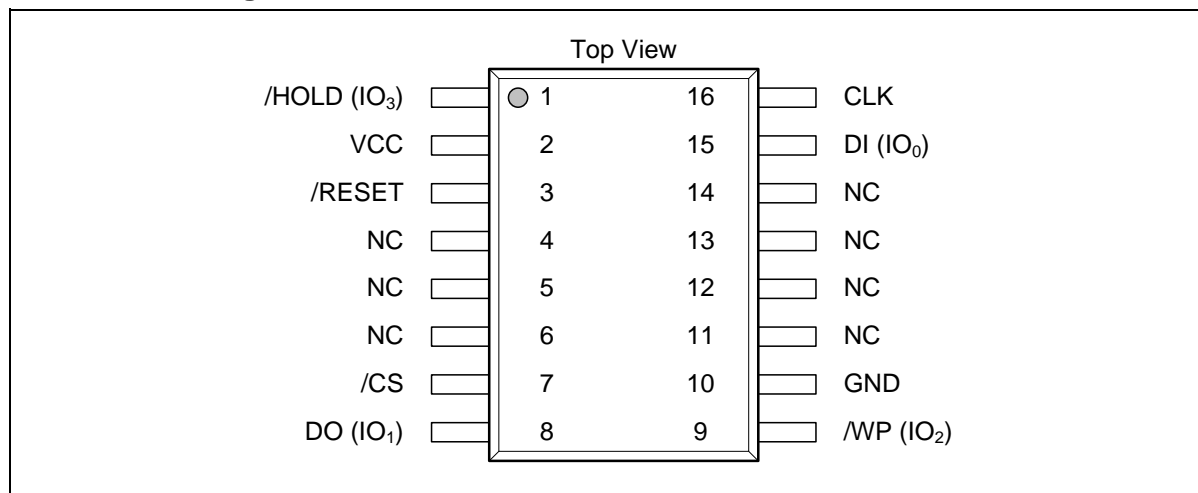 Top View
/HOLD (IO₃) 1 16 CLK
VCC 2 15 DI (IO₀)
/RESET 3 14 NC
NC 4 13 NC
NC 5 12 NC
NC 6 11 NC
/CS 7 10 GND
DO (IO₁) 8 9 /WP (IO₂)